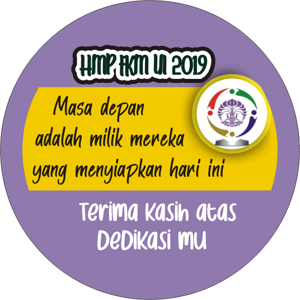 HMP FKM UI 2019
Masa depan
adalah milik mereka
yang menyiapkan hari ini
Terima kasih atas
Dedikasi mu